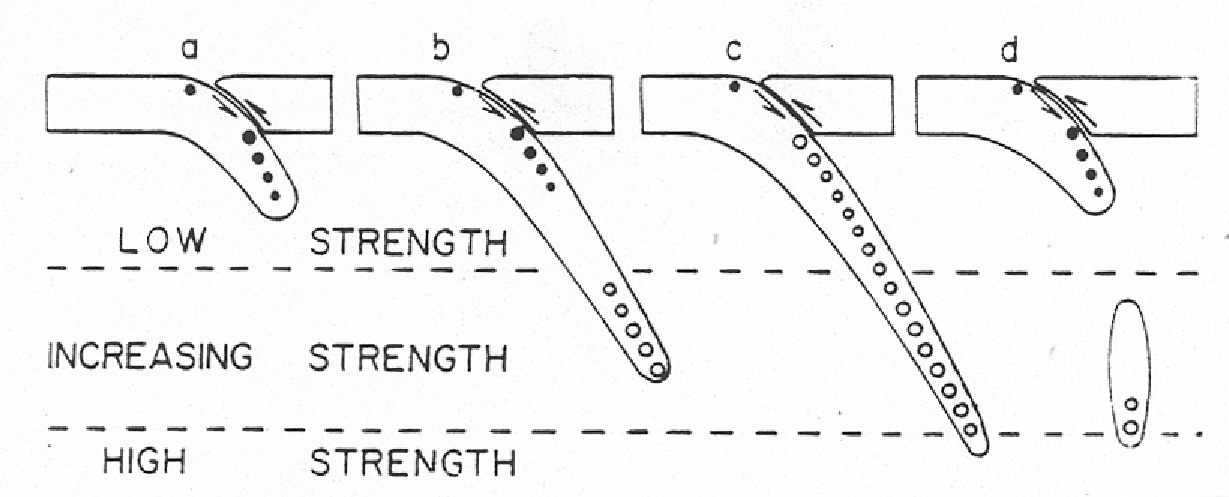 a b c d
LOW STRENGTH
INCREASING STRENGTH
HIGH STRENGTH